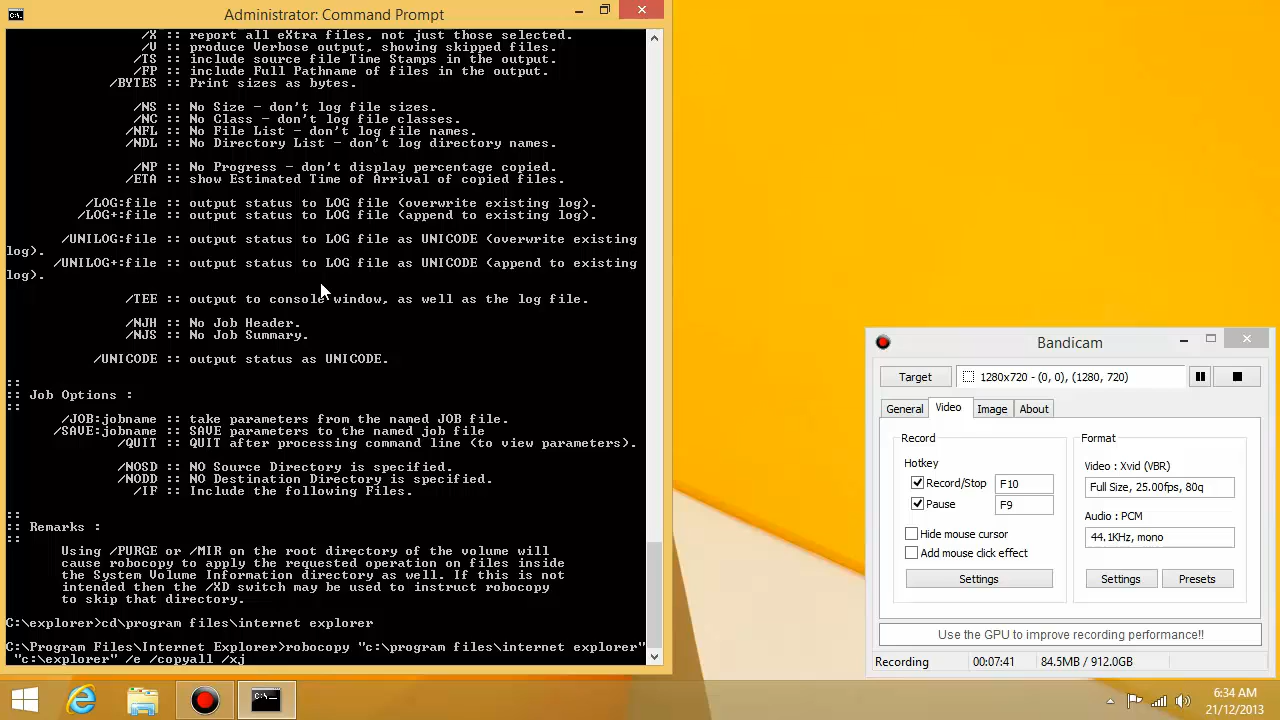 Administrator: Command Prompt
/X :: report all eXtra files, not just those selected.
/V :: produce Verbose output, showing skipped files.
/TS :: include source file Time Stamps in the output.
/FP :: include Full Pathname of files in the output.
/BYTES :: Print sizes as bytes.
/NS :: No Size - don't log file sizes.
/NC :: No Class - don't log file classes.
/NFL :: No File List - don't log file names.
/NDL :: No Directory List - don't log directory names.
/NP :: No Progress - don't display percentage copied.
/ETA :: show Estimated Time of Arrival of copied files.
/LOG:file :: output status to LOG file (overwrite existing log).
/LOG+:file :: output status to LOG file (append to existing log).
/UNILOG:file :: output status to LOG file as UNICODE (overwrite existing
log).
/UNILOG+:file :: output status to LOG file as UNICODE (append to existing
log).
/TEE :: output to console window, as well as the log file.
/NJH :: No Job Header.
/NJS :: No Job Summary.
/UNICODE :: output status as UNICODE.
::
:: Job Options :
::
/JOB:jobname :: take parameters from the named JOB file.
/SAVE:jobname :: SAVE parameters to the named job file
/QUIT :: QUIT after processing command line (to view parameters).
/NOSD :: NO Source Directory is specified.
/NODD :: NO Destination Directory is specified.
/IF :: Include the following Files.
::
:: Remarks :
::
Using /PURGE or /MIR on the root directory of the volume will
cause robocopy to apply the requested operation on files inside
the System Volume Information directory as well. If this is not
intended then the /XD switch may be used to instruct robocopy
to skip that directory.
C:\explorer>cd\program files\internet explorer
C:\Program Files\Internet Explorer>robocopy "c:\program files\internet explorer"
"c:\explorer" /e /copyall /xj
Bandicam
Target
1280x720 - (0, 0), (1280, 720)
General Video Image About
Record
Hotkey
Record/Stop F10
Pause F9
Hide mouse cursor
Add mouse click effect
Settings
Format
Video : Xvid (VBR)
Full Size, 25.00fps, 80q
Audio : PCM
44.1KHz, mono
Settings Presets
Use the GPU to improve recording performance!!
Recording 00:07:41 84.5MB / 912.0GB
6:34 AM
21/12/2013